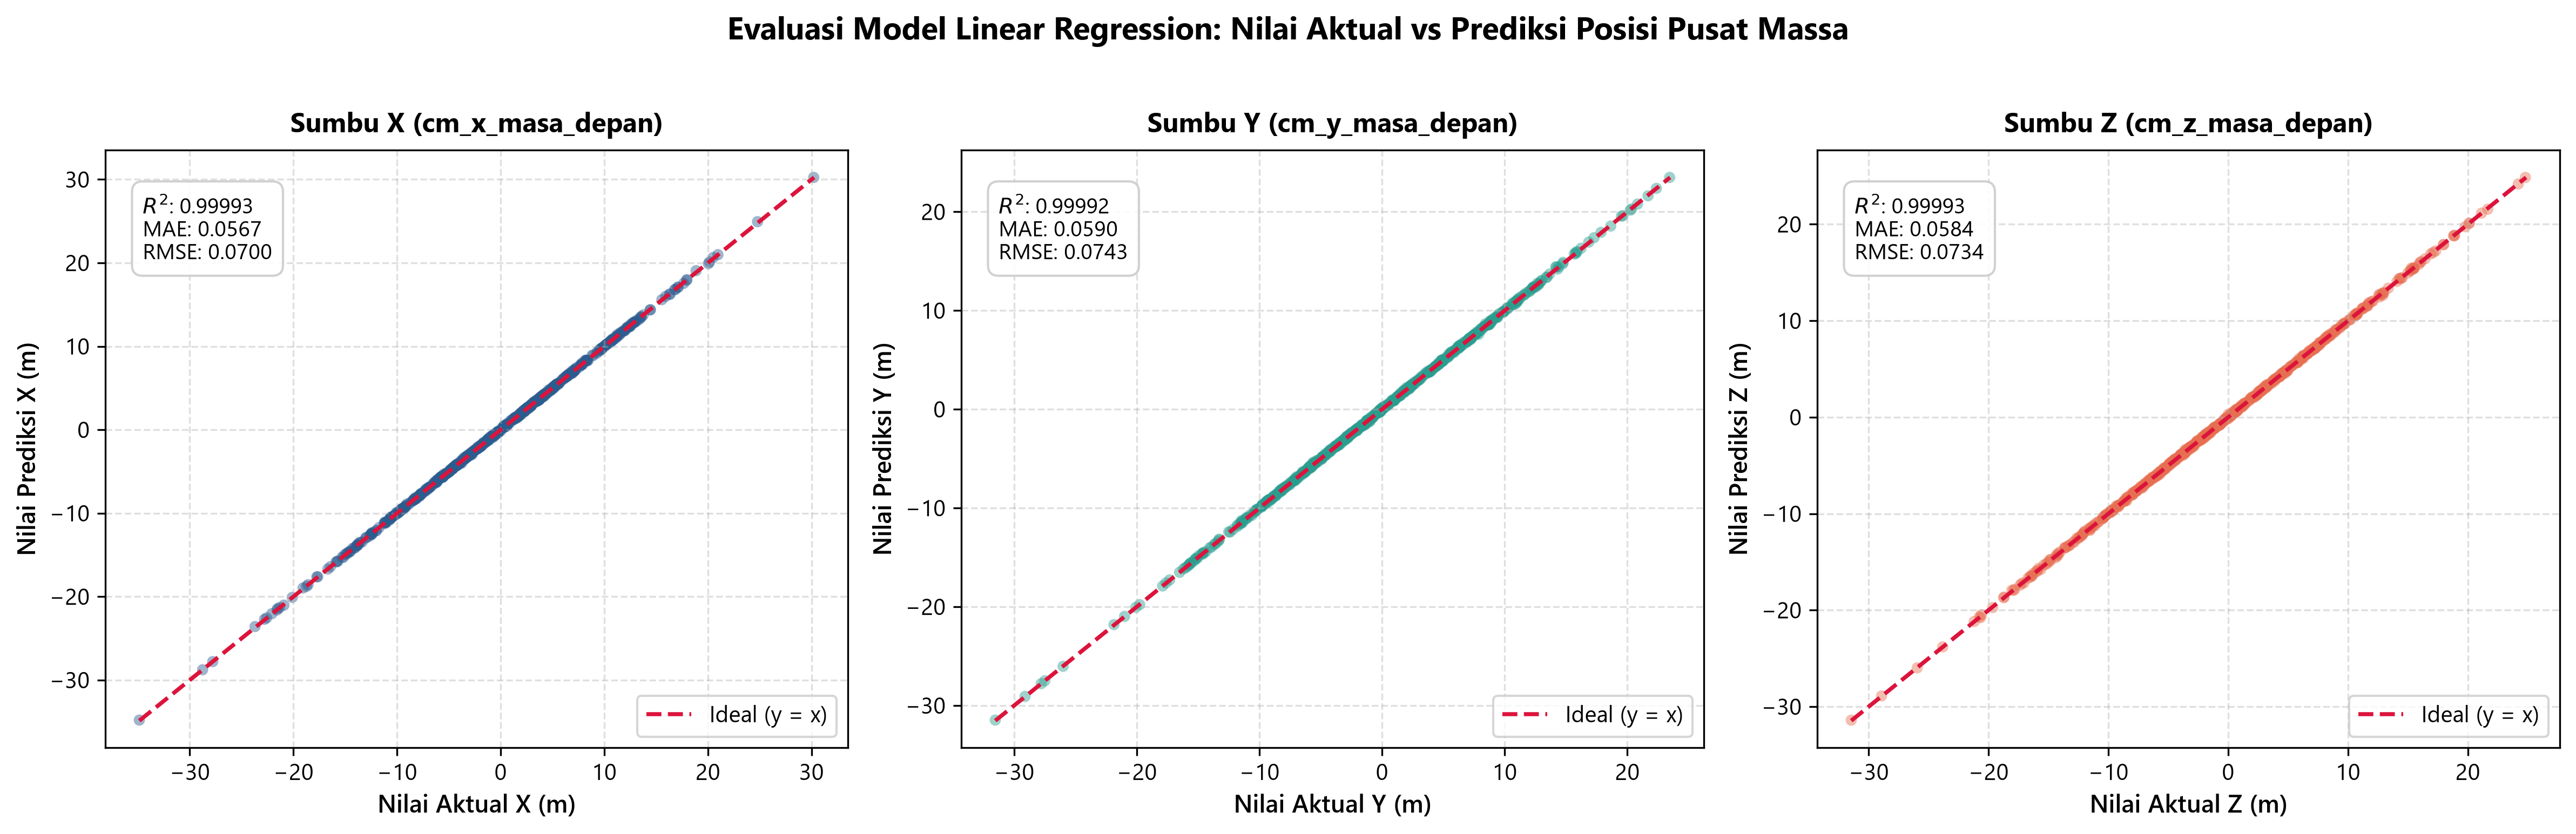 Evaluasi Model Linear Regression: Nilai Aktual vs Prediksi Posisi Pusat Massa
Sumbu X (cm_x_masa_depan)
R²: 0.99993
MAE: 0.0567
RMSE: 0.0700
30
20
10
0
−10
−20
−30
Nilai Prediksi X (m)
Ideal (y = x)
−30 −20 −10 0 10 20 30
Nilai Aktual X (m)
Sumbu Y (cm_y_masa_depan)
R²: 0.99992
MAE: 0.0590
RMSE: 0.0743
20
10
0
−10
−20
−30
Nilai Prediksi Y (m)
Ideal (y = x)
−30 −20 −10 0 10 20
Nilai Aktual Y (m)
Sumbu Z (cm_z_masa_depan)
R²: 0.99993
MAE: 0.0584
RMSE: 0.0734
20
10
0
−10
−20
−30
Nilai Prediksi Z (m)
Ideal (y = x)
−30 −20 −10 0 10 20
Nilai Aktual Z (m)